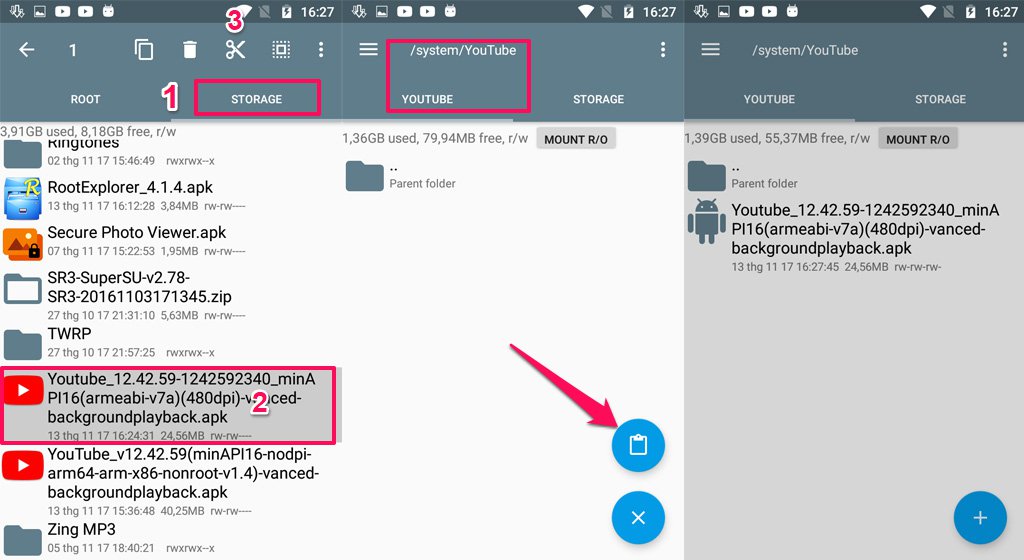 16:27
1
3
1
ROOT
STORAGE
3,91GB used, 8,18GB free, r/w
Ringtones
02 thg 11 17 15:46:49 rwxrwx--x
RootExplorer_4.1.4.apk
13 thg 11 17 16:12:28 3,84MB rw-rw----
Secure Photo Viewer.apk
07 thg 11 17 15:22:53 1,95MB rw-rw----
SR3-SuperSU-v2.78-
SR3-20161103171345.zip
27 thg 10 17 21:31:10 5,63MB rw-rw----
TWRP
27 thg 10 17 21:57:25 rwxrwx--x
Youtube_12.42.59-1242592340_minA
PI16(armeabi-v7a)(480dpi)-vanced-
backgroundplayback.apk
2
13 thg 11 17 16:24:31 24,56MB rw-rw----
YouTube_v12.42.59(minAPI16-nodpi-
arm64-arm-x86-nonroot-v1.4)-vanced-
backgroundplayback.apk
13 thg 11 17 15:36:48 40,25MB rw-rw----
Zing MP3
05 thg 11 17 18:40:21 rwxrwx--x
16:27
/system/YouTube
YOUTUBE
STORAGE
1,36GB used, 79,94MB free, r/w
MOUNT R/O
..
Parent folder
16:27
/system/YouTube
YOUTUBE
STORAGE
1,39GB used, 55,37MB free, r/w
MOUNT R/O
..
Parent folder
Youtube_12.42.59-1242592340_minA
PI16(armeabi-v7a)(480dpi)-vanced-
backgroundplayback.apk
13 thg 11 17 16:27:45 24,56MB rw-rw-rw-